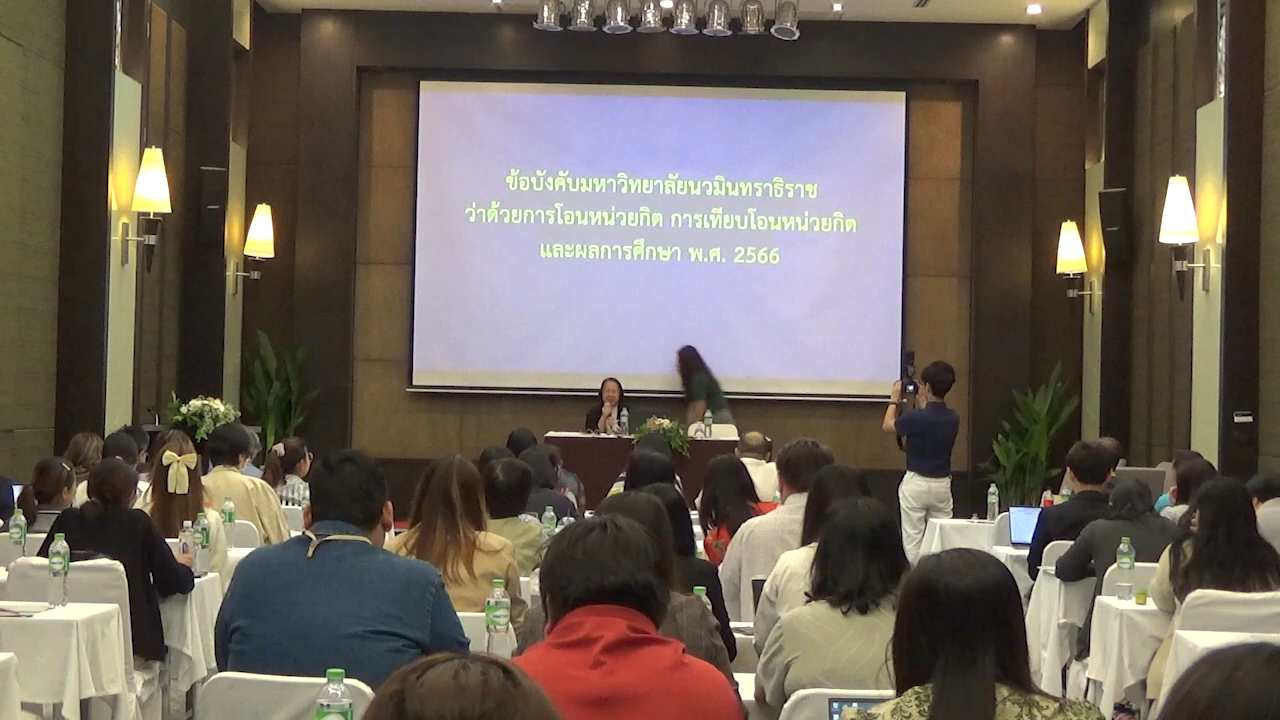 ข้อบังคับมหาวิทยาลัยนวมินทราธิราช
ว่าด้วยการโอนหน่วยกิต การเทียบโอนหน่วยกิต
และผลการศึกษา พ.ศ. 2566